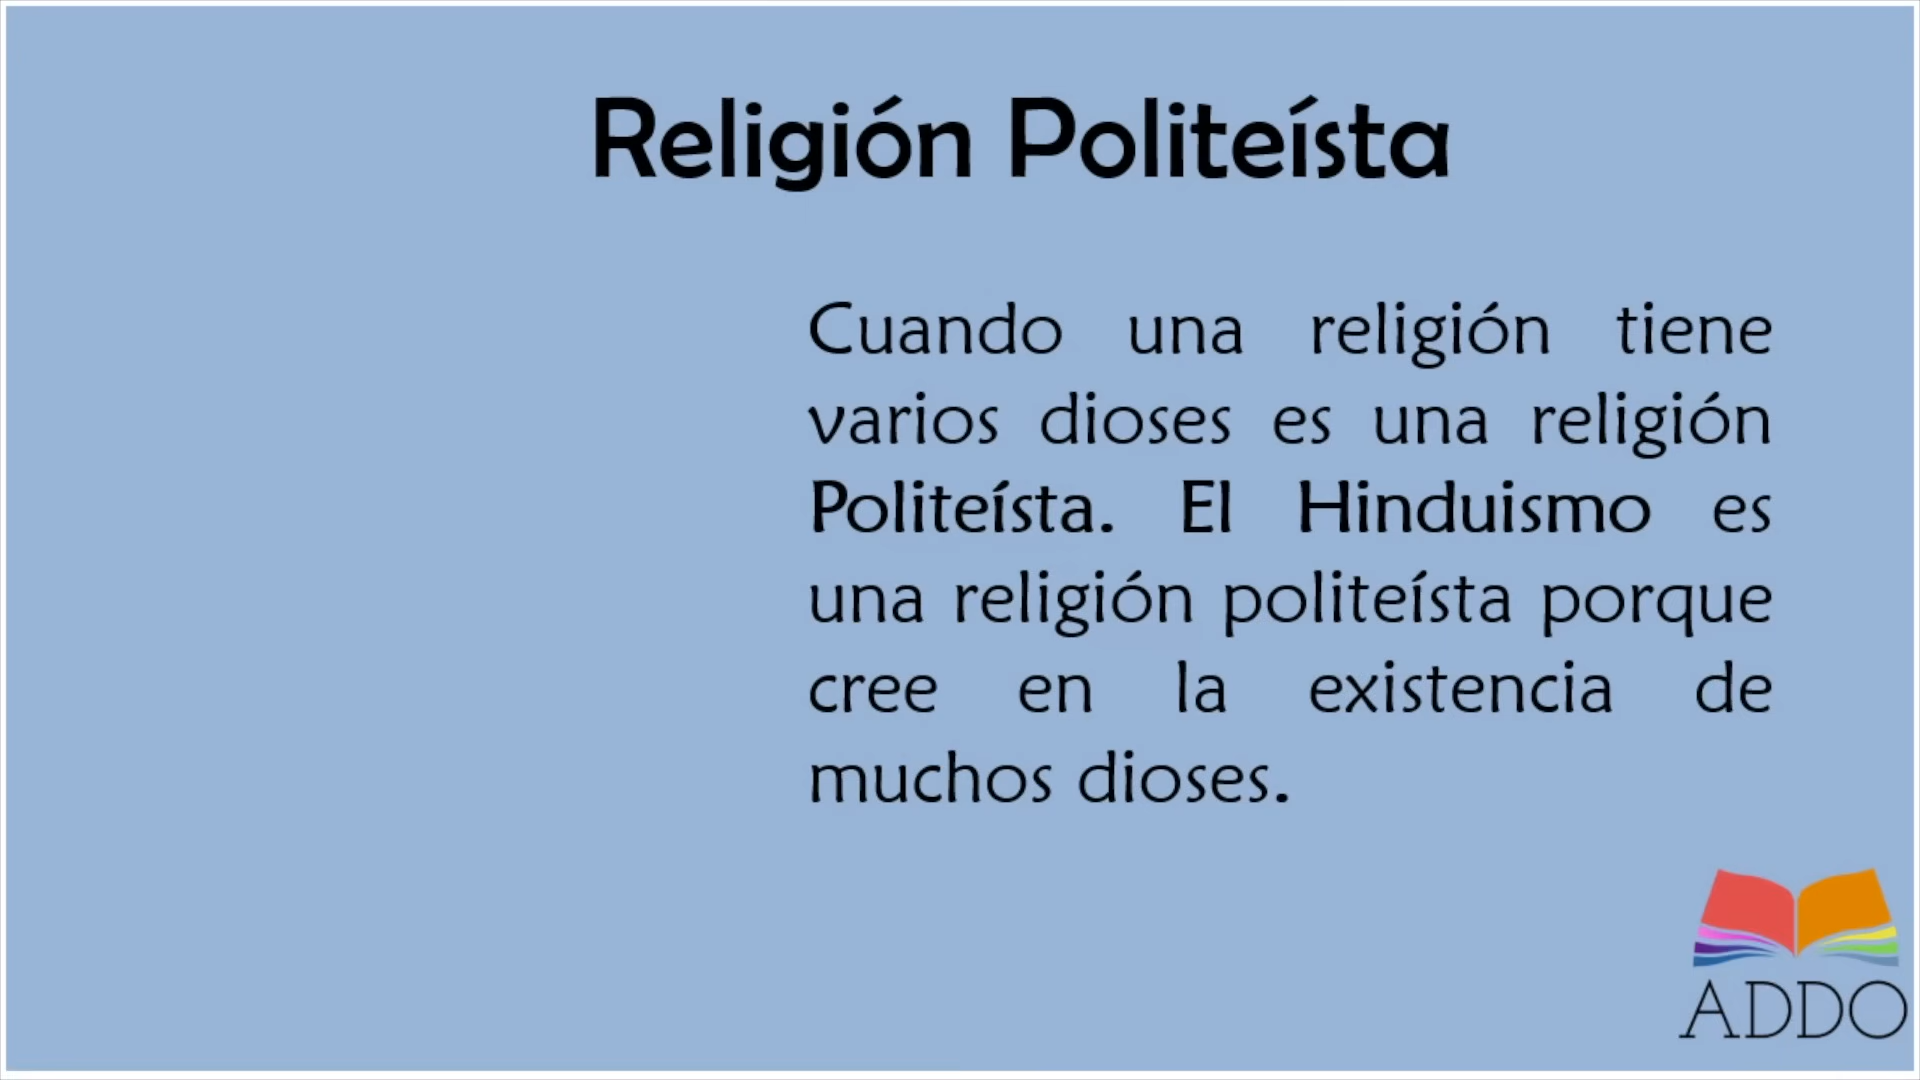 Religión Politeísta
Cuando una religión tiene
varios dioses es una religión
Politeísta. El Hinduismo es
una religión politeísta porque
cree en la existencia de
muchos dioses.
ADDO